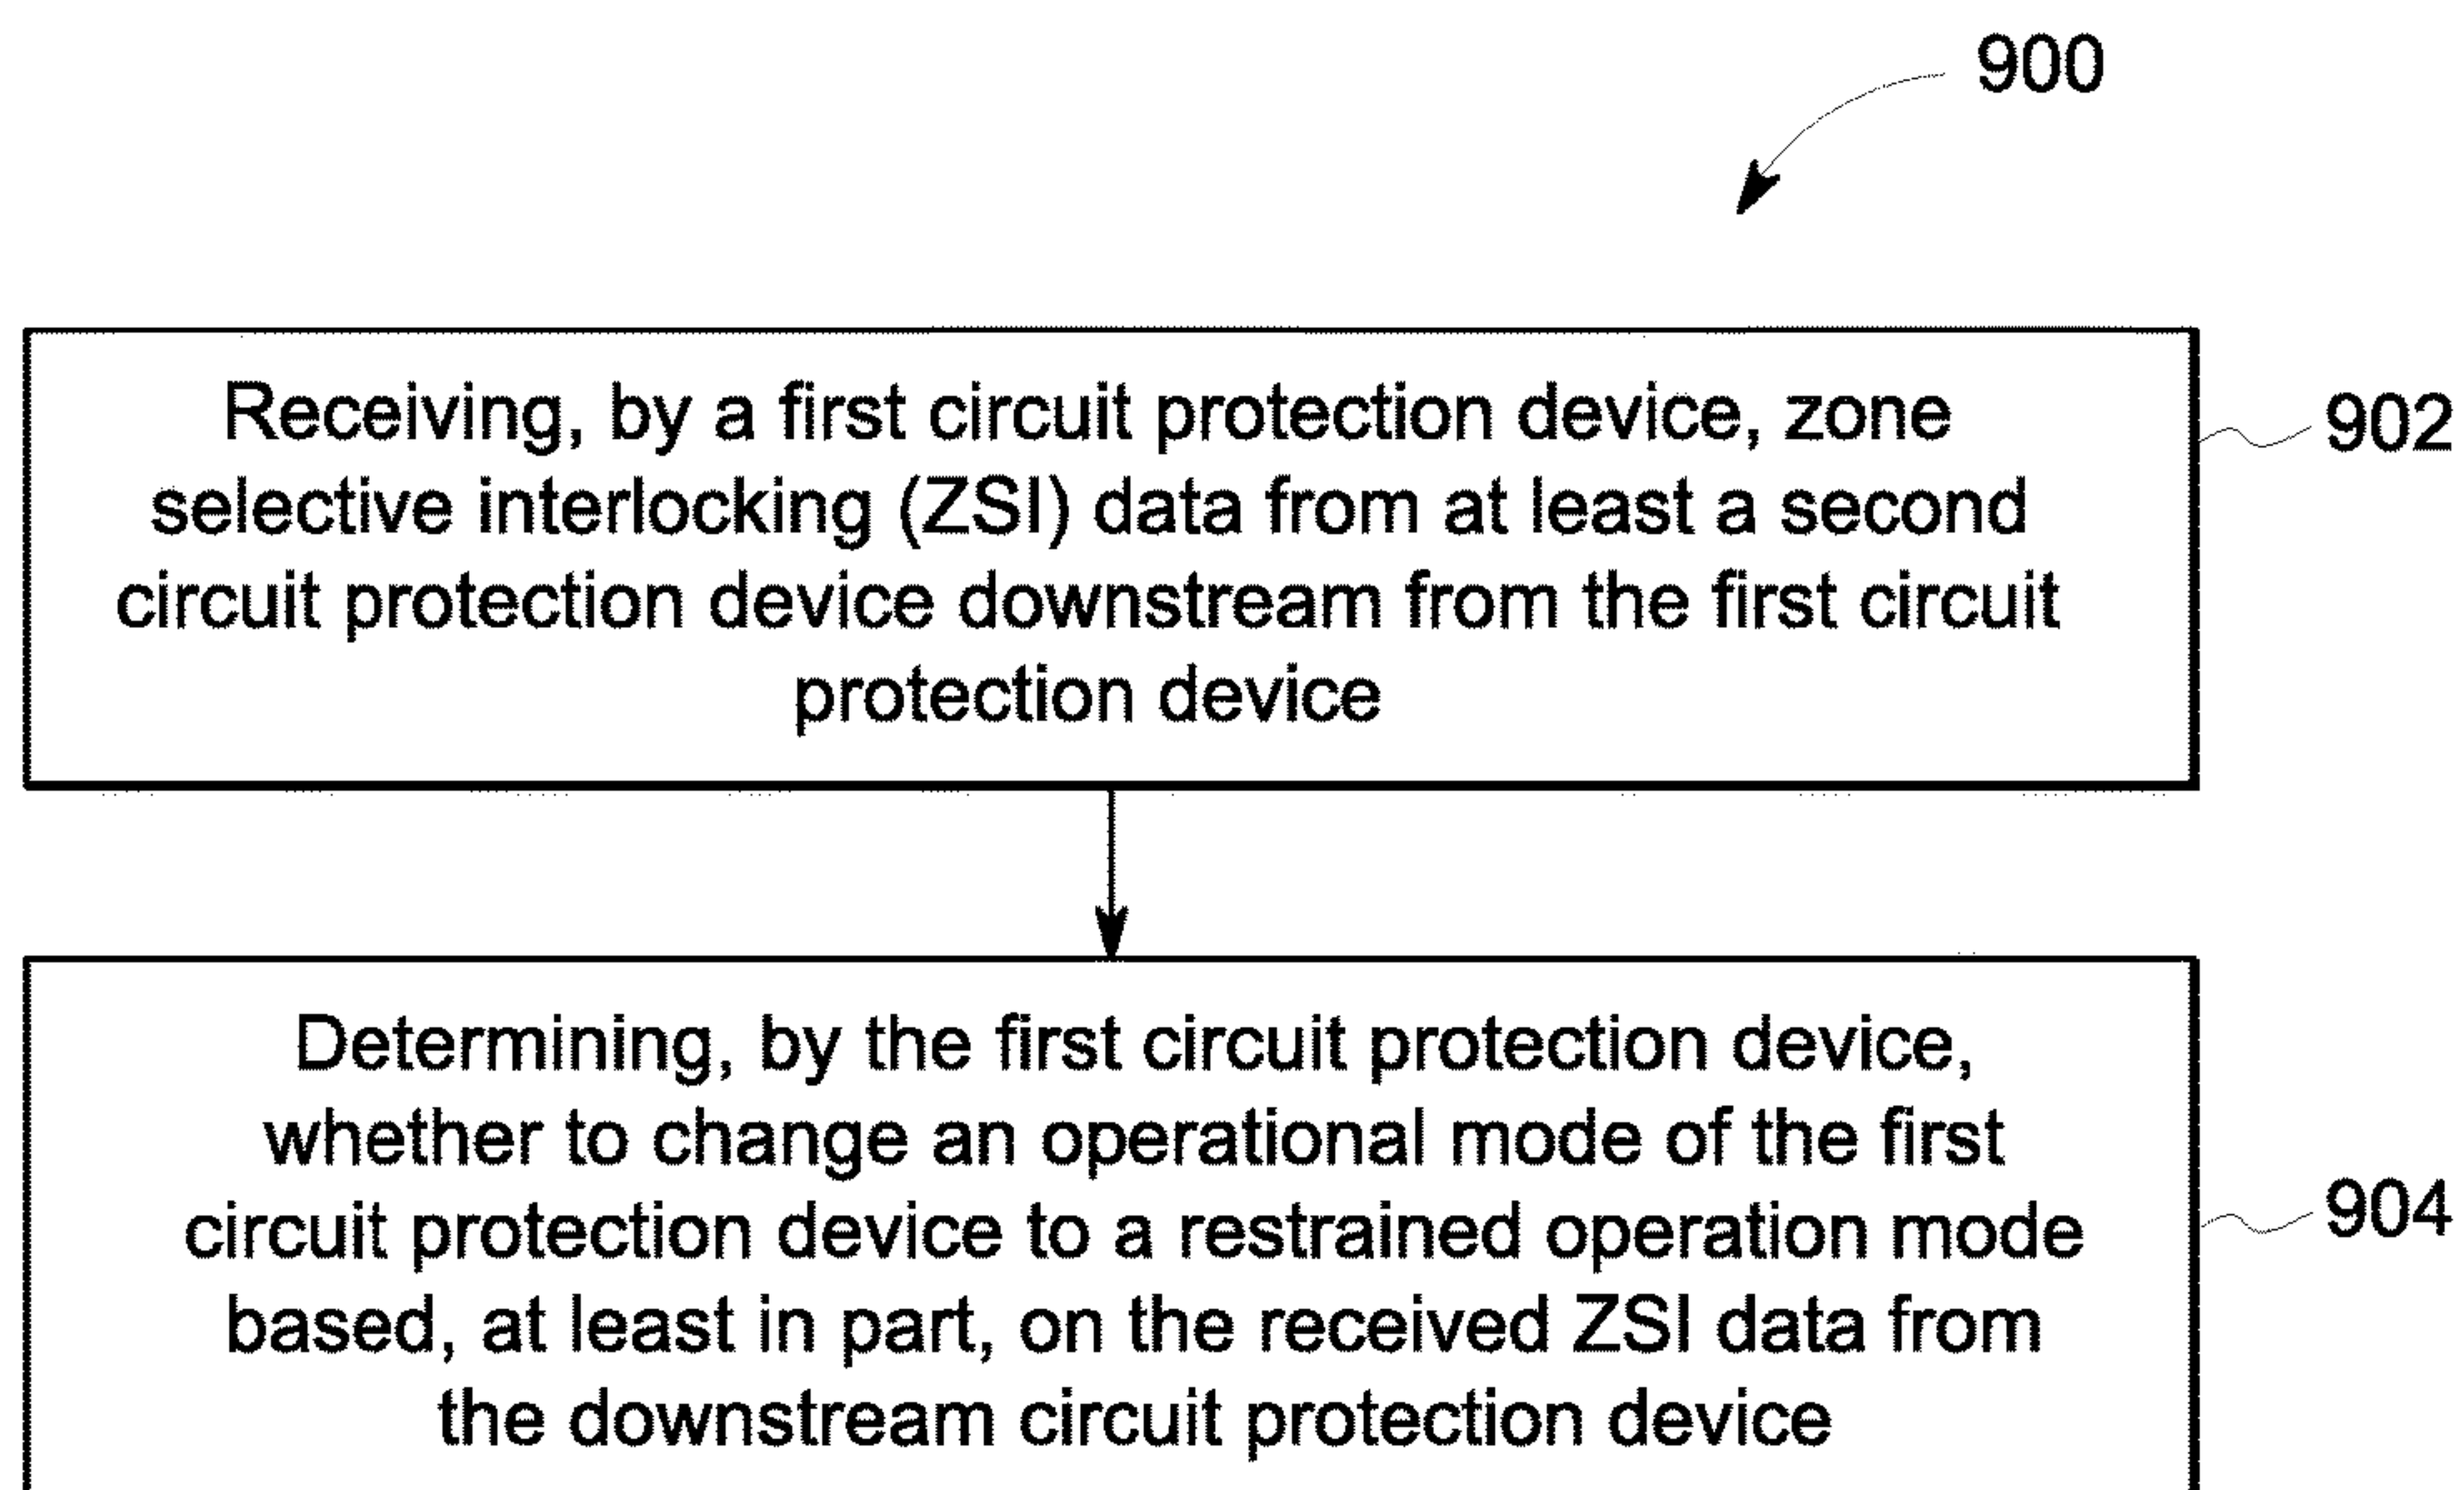 900
Receiving, by a first circuit protection device, zone
selective interlocking (ZSI) data from at least a second
circuit protection device downstream from the first circuit
protection device
902
Determining, by the first circuit protection device,
whether to change an operational mode of the first
circuit protection device to a restrained operation mode
based, at least in part, on the received ZSI data from
the downstream circuit protection device
904